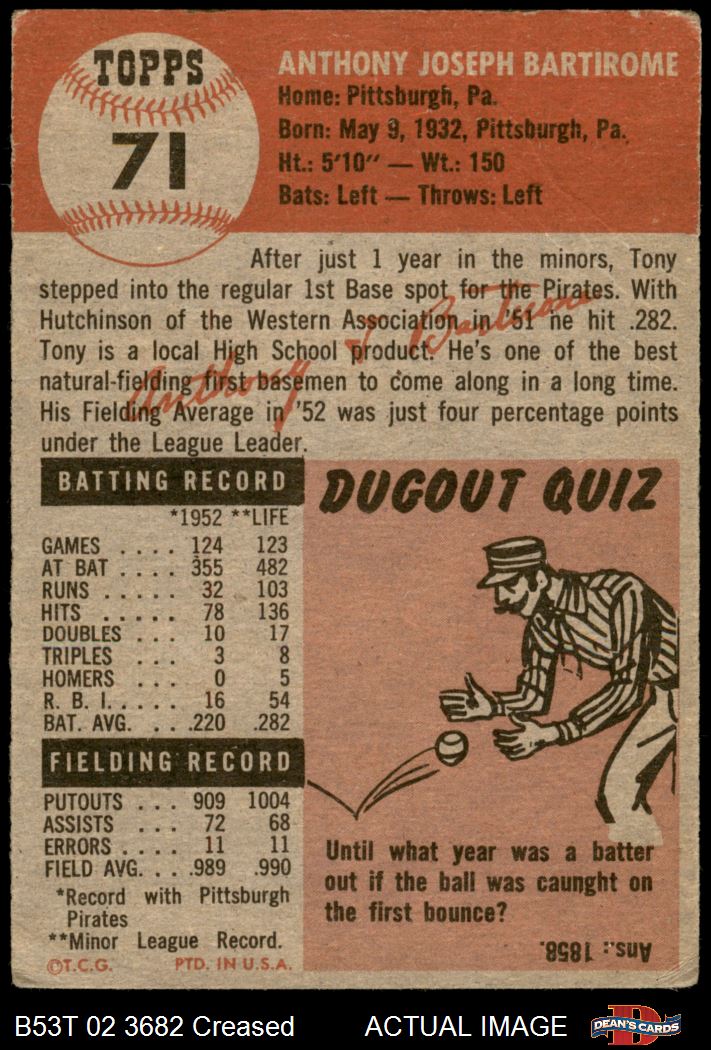 TOPPS
71
ANTHONY JOSEPH BARTIROME
Home: Pittsburgh, Pa.
Born: May 9, 1932, Pittsburgh, Pa.
Ht.: 5'10" — Wt.: 150
Bats: Left — Throws: Left
After just 1 year in the minors, Tony
stepped into the regular 1st Base spot for the Pirates. With
Hutchinson of the Western Association in '51 he hit .282.
Tony is a local High School product. He's one of the best
natural-fielding first basemen to come along in a long time.
His Fielding Average in '52 was just four percentage points
under the League Leader.
Anthony J Bartirome
BATTING RECORD
*1952 **LIFE
GAMES .... 124 123
AT BAT .... 355 482
RUNS ..... 32 103
HITS ..... 78 136
DOUBLES ... 10 17
TRIPLES ... 3 8
HOMERS ... 0 5
R. B. I..... 16 54
BAT. AVG. ... .220 .282
FIELDING RECORD
PUTOUTS ... 909 1004
ASSISTS ... 72 68
ERRORS .... 11 11
FIELD AVG. ... .989 .990
*Record with Pittsburgh
Pirates
**Minor League Record.
©T.C.G. PTD. IN U.S.A.
DUGOUT QUIZ
Until what year was a batter
out if the ball was caunght on
the first bounce?
Ans.: 1858.
B53T 02 3682 Creased ACTUAL IMAGE
D
DEAN'S CARDS